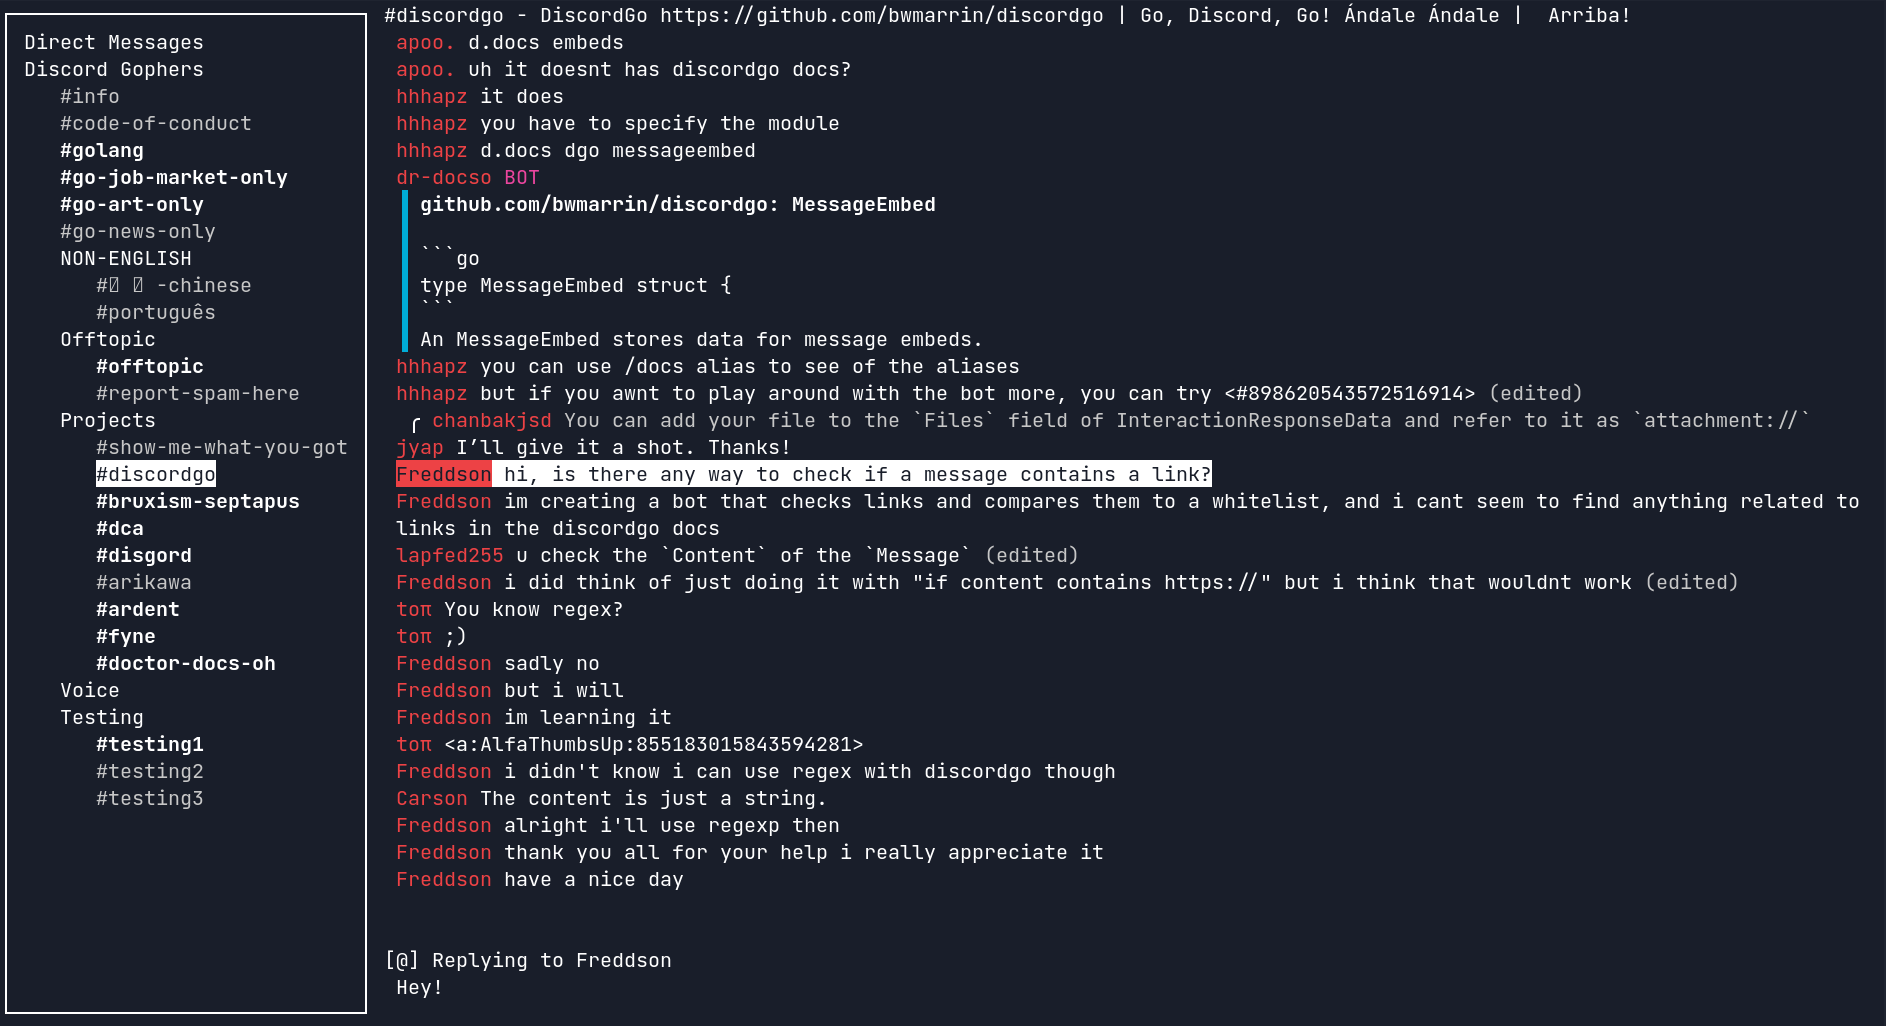 Direct Messages
Discord Gophers
#info
#code-of-conduct
#golang
#go-job-market-only
#go-art-only
#go-news-only
NON-ENGLISH
#-chinese
#português
Offtopic
#offtopic
#report-spam-here
Projects
#show-me-what-you-got
#discordgo
#bruxism-septapus
#dca
#disgord
#arikawa
#ardent
#fyne
#doctor-docs-oh
Voice
Testing
#testing1
#testing2
#testing3
#discordgo - DiscordGo https://github.com/bwmarrin/discordgo | Go, Discord, Go! Ándale Ándale |  Arriba!
apoo. d.docs embeds
apoo. uh it doesnt has discordgo docs?
hhhapz it does
hhhapz you have to specify the module
hhhapz d.docs dgo messageembed
dr-docso BOT
github.com/bwmarrin/discordgo: MessageEmbed
```go
type MessageEmbed struct {
```
An MessageEmbed stores data for message embeds.
hhhapz you can use /docs alias to see of the aliases
hhhapz but if you awnt to play around with the bot more, you can try <#898620543572516914> (edited)
╭ chanbakjsd You can add your file to the `Files` field of InteractionResponseData and refer to it as `attachment://`
jyap I’ll give it a shot. Thanks!
Freddson hi, is there any way to check if a message contains a link?
Freddson im creating a bot that checks links and compares them to a whitelist, and i cant seem to find anything related to
links in the discordgo docs
lapfed255 u check the `Content` of the `Message` (edited)
Freddson i did think of just doing it with "if content contains https://" but i think that wouldnt work (edited)
toπ You know regex?
toπ ;)
Freddson sadly no
Freddson but i will
Freddson im learning it
toπ <a:AlfaThumbsUp:855183015843594281>
Freddson i didn't know i can use regex with discordgo though
Carson The content is just a string.
Freddson alright i'll use regexp then
Freddson thank you all for your help i really appreciate it
Freddson have a nice day
[@] Replying to Freddson
Hey!